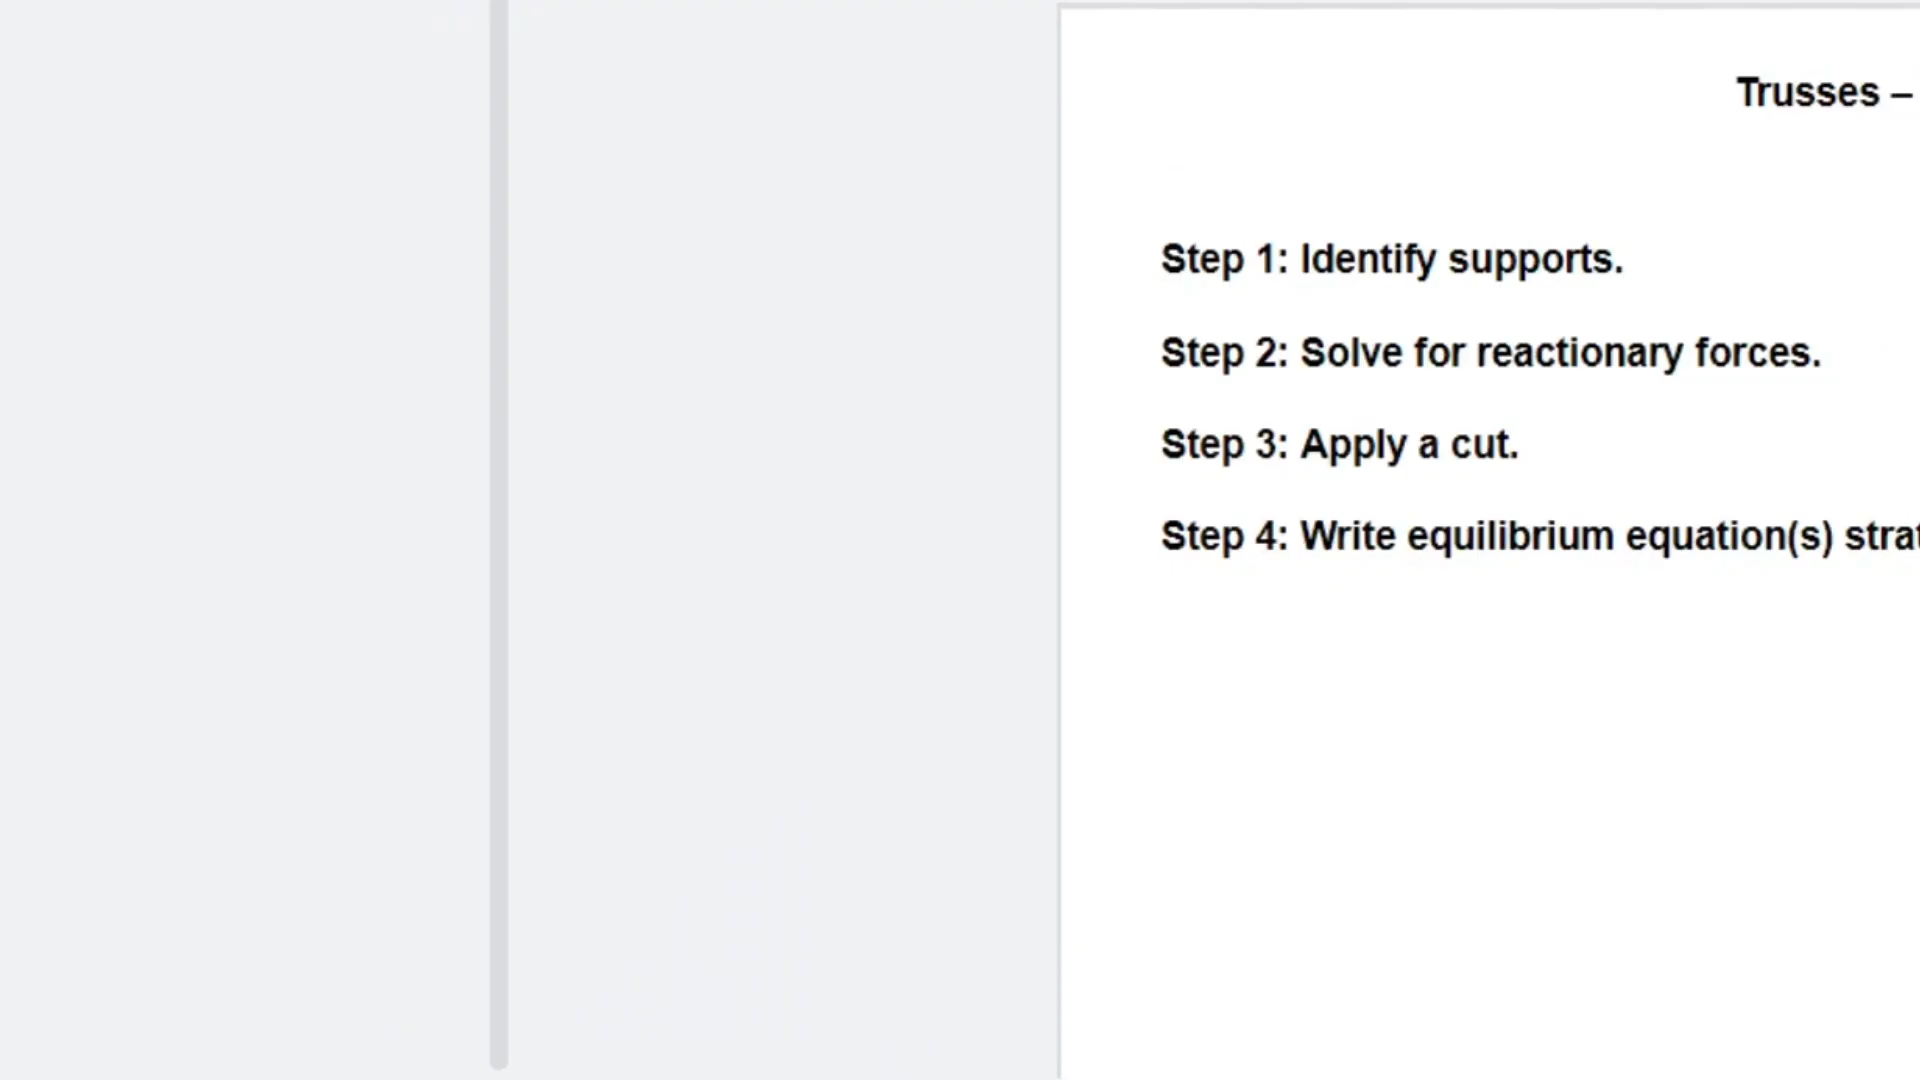 Trusses –
Step 1: Identify supports.
Step 2: Solve for reactionary forces.
Step 3: Apply a cut.
Step 4: Write equilibrium equation(s)